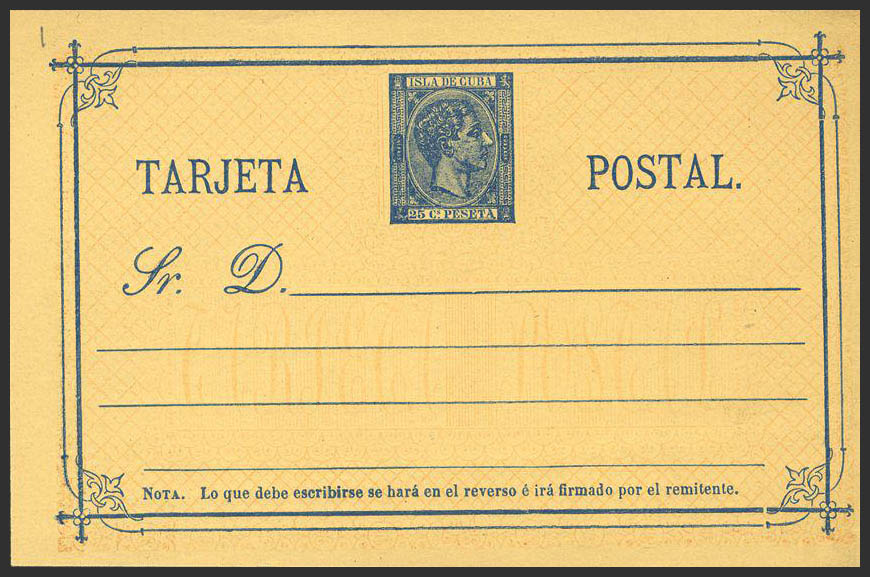 ISLA DE CUBA
25 C. PESETA
TARJETA POSTAL.
Sr. D.
NOTA. Lo que debe escribirse se hará en el reverso é irá firmado por el remitente.